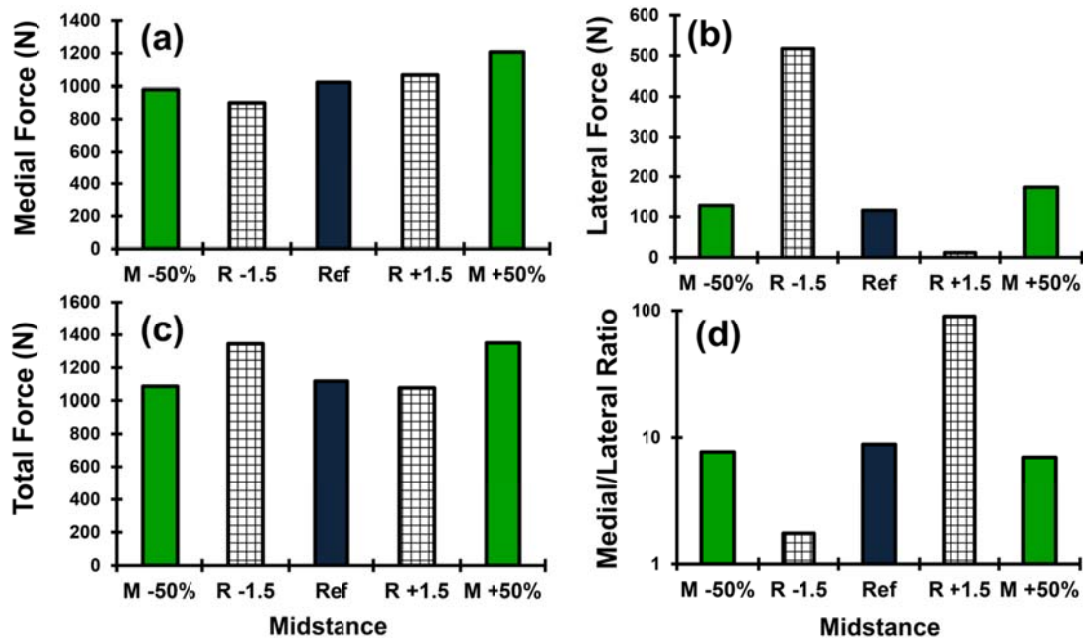 (a)
Medial Force (N)
1400
1200
1000
800
600
400
200
0
M -50% R -1.5 Ref R +1.5 M +50%
(b)
Lateral Force (N)
600
500
400
300
200
100
0
M -50% R -1.5 Ref R +1.5 M +50%
(c)
Total Force (N)
1600
1400
1200
1000
800
600
400
200
0
M -50% R -1.5 Ref R +1.5 M +50%
Midstance
(d)
Medial/Lateral Ratio
100
10
1
M -50% R -1.5 Ref R +1.5 M +50%
Midstance